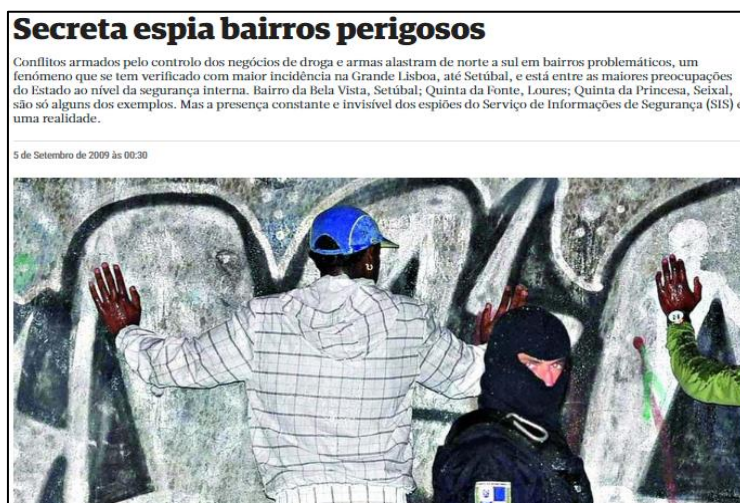 Secreta espia bairros perigosos
Conflitos armados pelo controlo dos negócios de droga e armas alastram de norte a sul em bairros problemáticos, um
fenómeno que se tem verificado com maior incidência na Grande Lisboa, até Setúbal, e está entre as maiores preocupações
do Estado ao nível da segurança interna. Bairro da Bela Vista, Setúbal; Quinta da Fonte, Loures; Quinta da Princesa, Seixal,
são só alguns dos exemplos. Mas a presença constante e invisível dos espiões do Serviço de Informações de Segurança (SIS) é
uma realidade.
5 de Setembro de 2009 às 00:30